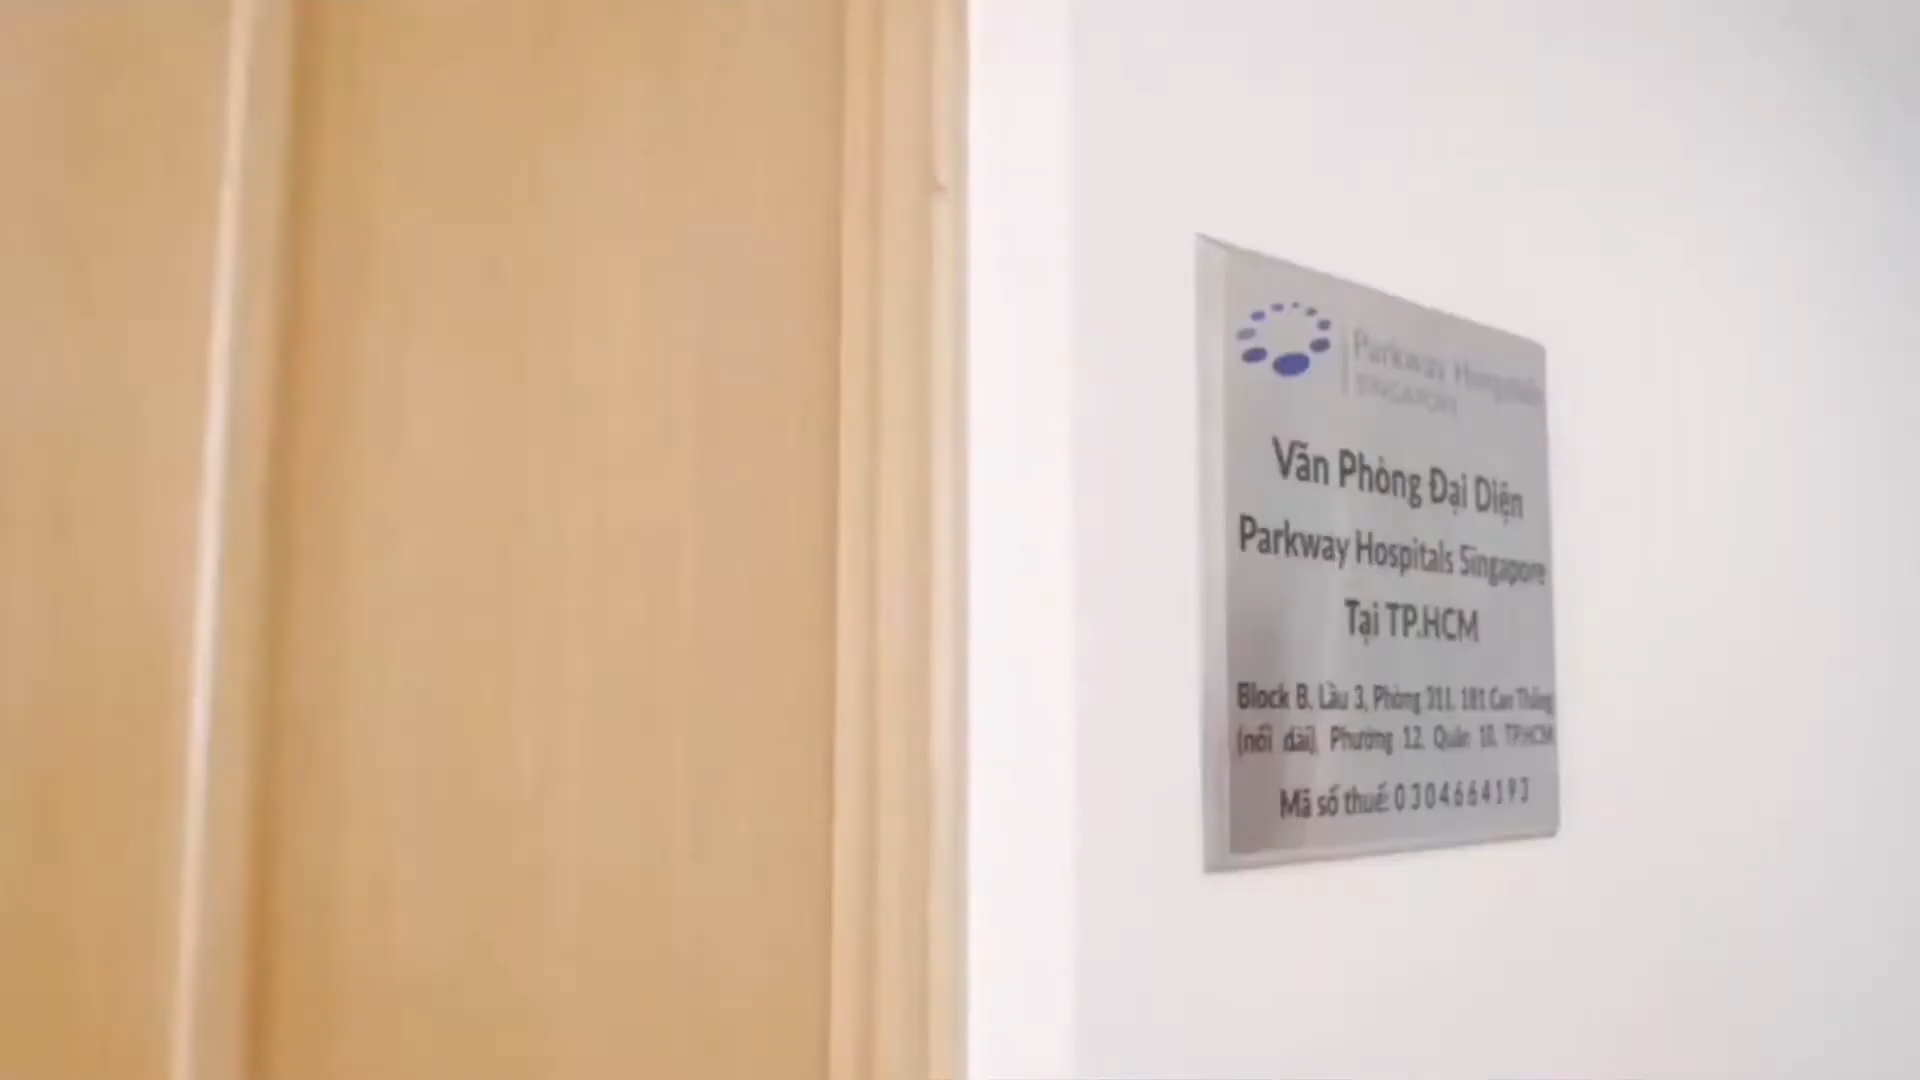 Parkway Hospitals
SINGAPORE
Văn Phòng Đại Diện
Parkway Hospitals Singapore
Tại TP.HCM
Block B, Lầu 3, Phòng 311, 181 Cao Thắng
(nối dài), Phường 12, Quận 10, TP.HCM
Mã số thuế: 0304664193